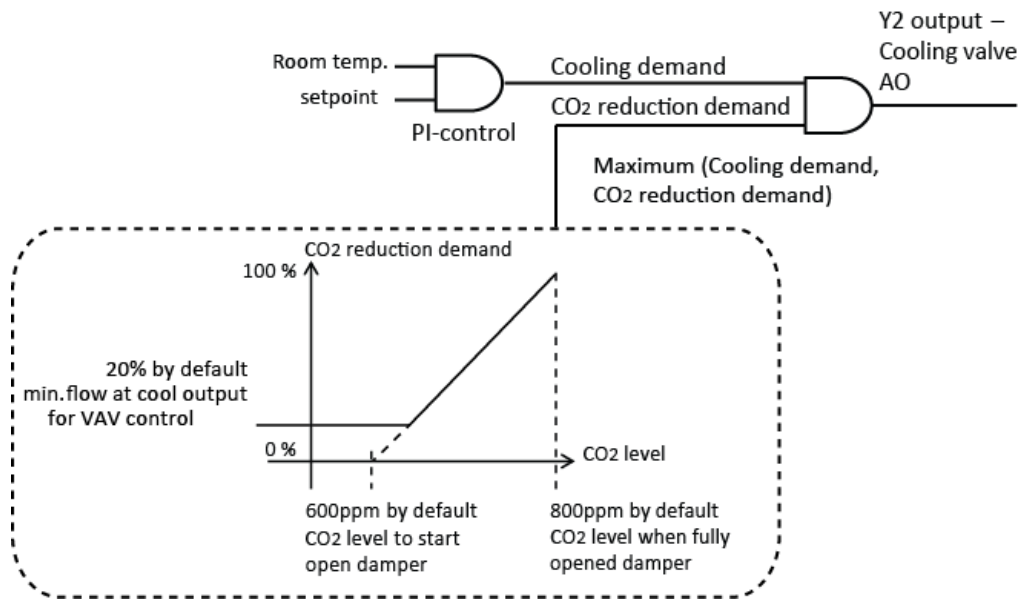 Y2 output –
Cooling valve
AO
Room temp.
setpoint
PI-control
Cooling demand
CO2 reduction demand
Maximum (Cooling demand,
CO2 reduction demand)
CO2 reduction demand
100 %
20% by default
min.flow at cool output
for VAV control
0 %
CO2 level
600ppm by default
CO2 level to start
open damper
800ppm by default
CO2 level when fully
opened damper